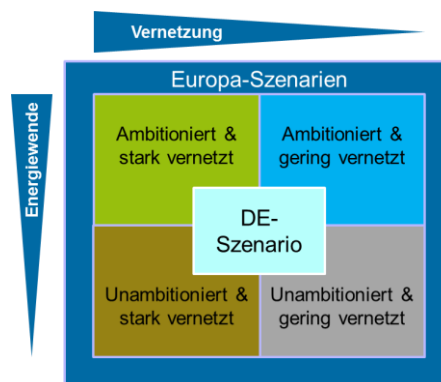 Vernetzung
Energiewende
Europa-Szenarien
Ambitioniert &
stark vernetzt
Ambitioniert &
gering vernetzt
DE-
Szenario
Unambitioniert &
stark vernetzt
Unambitioniert &
gering vernetzt